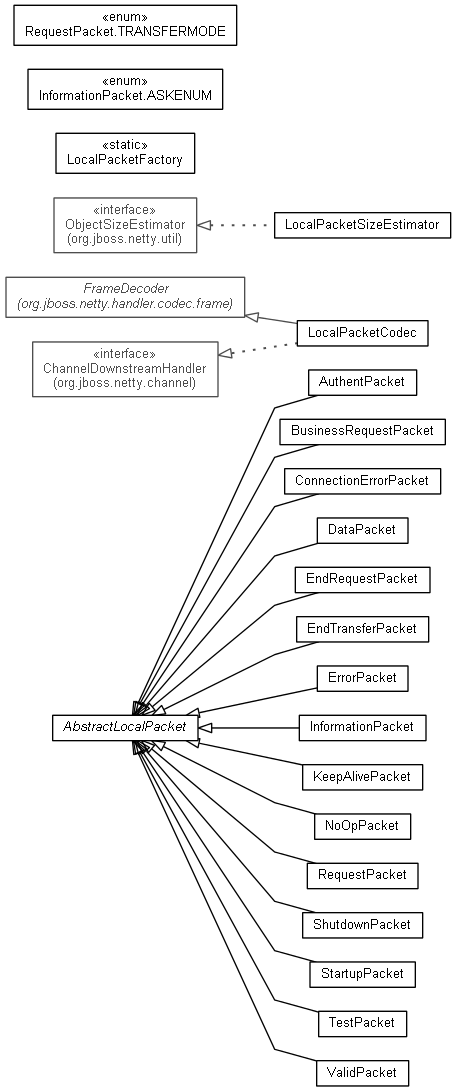 «enum»
RequestPacket.TRANSFERMODE
«enum»
InformationPacket.ASKENUM
«static»
LocalPacketFactory
«interface»
ObjectSizeEstimator
(org.jboss.netty.util)
LocalPacketSizeEstimator
FrameDecoder
(org.jboss.netty.handler.codec.frame)
LocalPacketCodec
«interface»
ChannelDownstreamHandler
(org.jboss.netty.channel)
AuthentPacket
BusinessRequestPacket
ConnectionErrorPacket
DataPacket
EndRequestPacket
EndTransferPacket
ErrorPacket
AbstractLocalPacket
InformationPacket
KeepAlivePacket
NoOpPacket
RequestPacket
ShutdownPacket
StartupPacket
TestPacket
ValidPacket